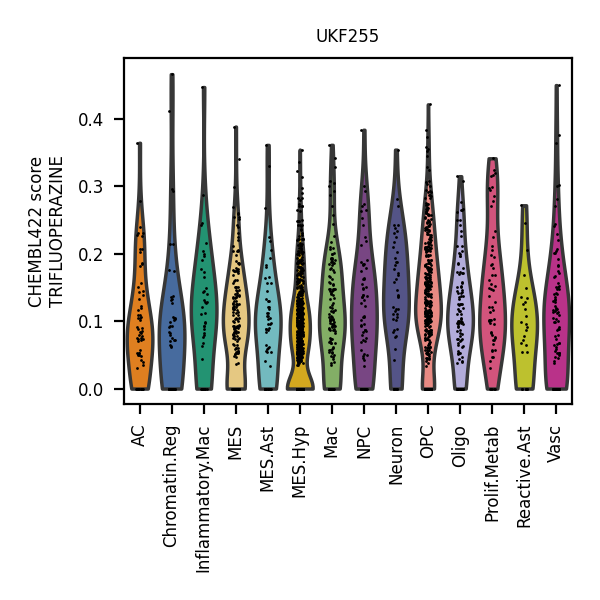 UKF255
CHEMBL422 score
TRIFLUOPERAZINE
0.4
0.3
0.2
0.1
0.0
AC
Chromatin.Reg
Inflammatory.Mac
MES
MES.Ast
MES.Hyp
Mac
NPC
Neuron
OPC
Oligo
Prolif.Metab
Reactive.Ast
Vasc